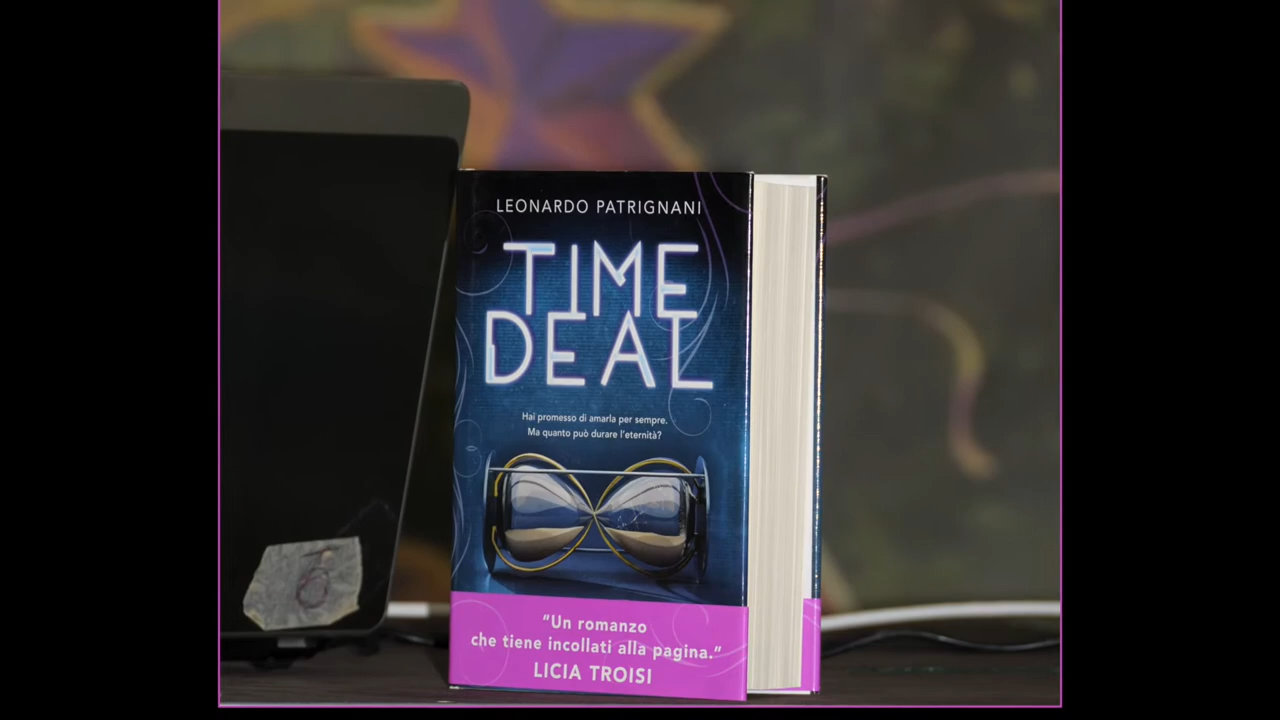 LEONARDO PATRIGNANI
TIME
DEAL
Hai promesso di amarla per sempre.
Ma quanto può durare l'eternità?
"Un romanzo
che tiene incollati alla pagina."
LICIA TROISI
6